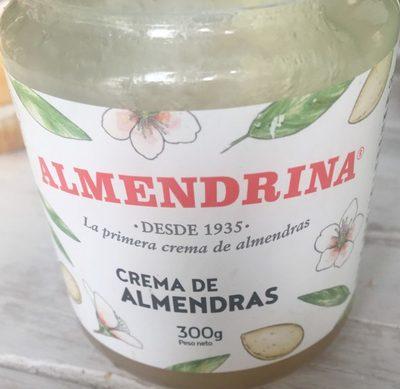 ALMENDRINA®
·DESDE 1935·
La primera crema de almendras
CREMA DE
ALMENDRAS
300g
Peso neto